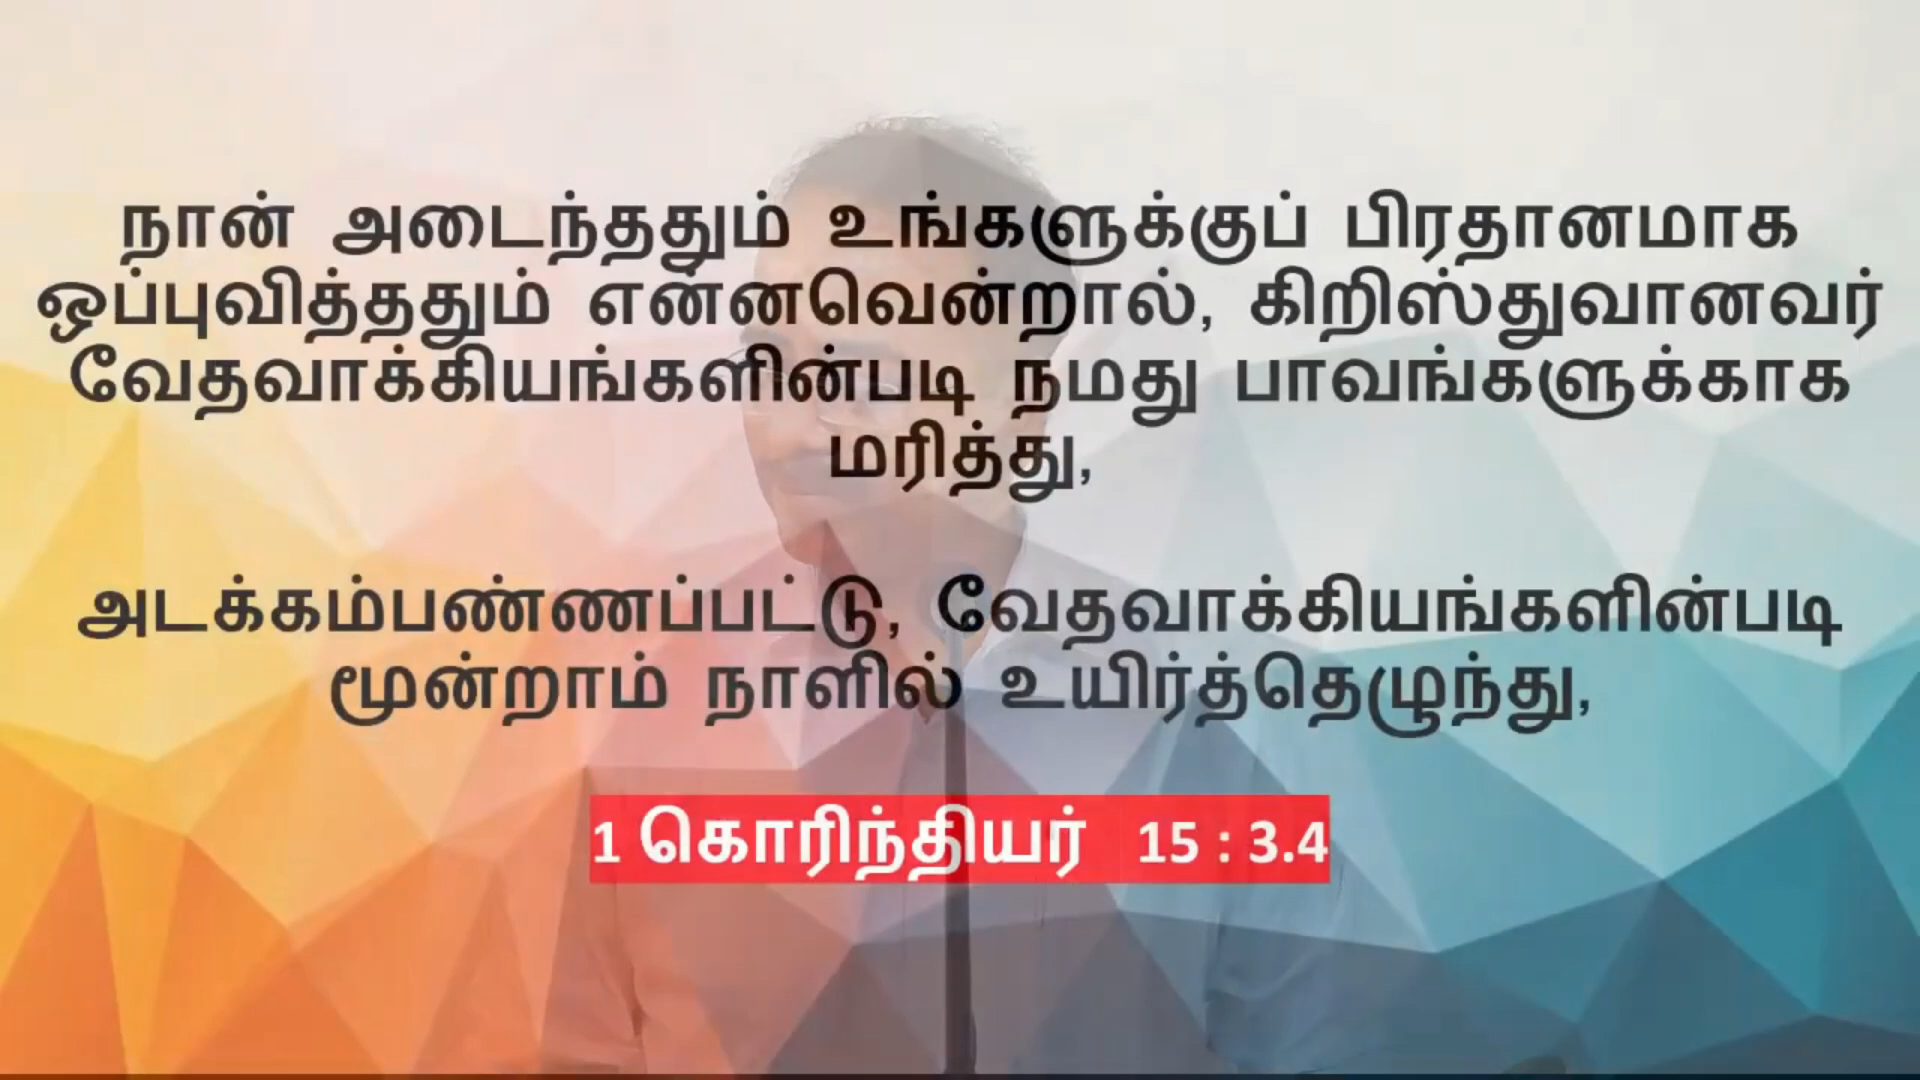 நான் அடைந்ததும் உங்களுக்குப் பிரதானமாக
ஒப்புவித்ததும் என்னவென்றால், கிறிஸ்துவானவர்
வேதவாக்கியங்களின்படி நமது பாவங்களுக்காக
மரித்து,
அடக்கம்பண்ணப்பட்டு, வேதவாக்கியங்களின்படி
மூன்றாம் நாளில் உயிர்த்தெழுந்து,
1 கொரிந்தியர் 15 : 3.4